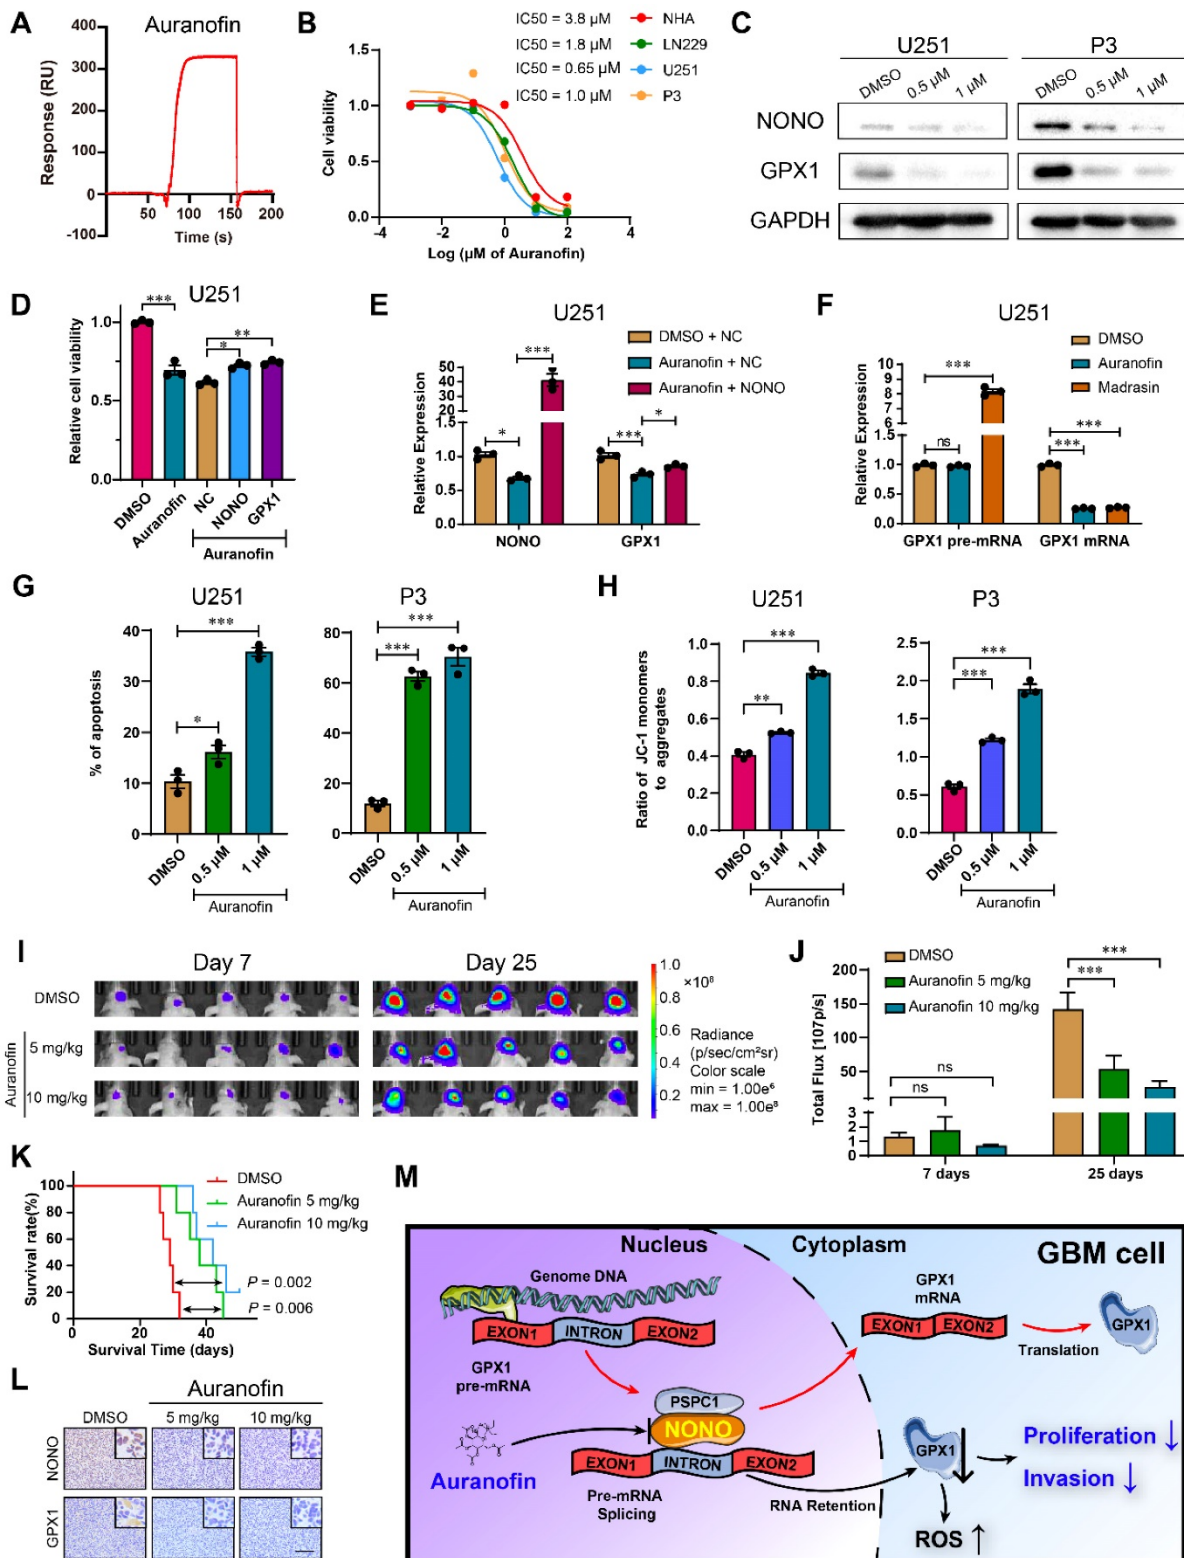 A
Auranofin
Response (RU)
400
300
200
100
0
-100
50
100
150
200
Time (s)
B
IC50 = 3.8 µM
NHA
IC50 = 1.8 µM
LN229
IC50 = 0.65 µM
U251
IC50 = 1.0 µM
P3
Cell viability
1.5
1.0
0.5
0.0
-4
-2
0
2
4
Log (µM of Auranofin)
C
U251
P3
DMSO
0.5 µM
1 µM
DMSO
0.5 µM
1 µM
NONO
GPX1
GAPDH
D
U251
Relative cell viability
1.0
0.5
0
***
*
**
DMSO
Auranofin
NC
NONO
GPX1
Auranofin
E
U251
DMSO + NC
Auranofin + NC
Auranofin + NONO
Relative Expression
50
40
30
20
10
1.0
0.5
0.0
*
***
***
*
NONO
GPX1
F
U251
DMSO
Auranofin
Madrasin
Relative Expression
10
8
6
4
2
1.0
0.5
0.0
ns
***
***
***
GPX1 pre-mRNA
GPX1 mRNA
G
U251
P3
% of apoptosis
40
30
20
10
0
*
***
DMSO
0.5 µM
1 µM
Auranofin
80
60
40
20
0
***
***
DMSO
0.5 µM
1 µM
Auranofin
H
U251
P3
Ratio of JC-1 monomers
to aggregates
1.0
0.8
0.6
0.4
0.2
0.0
**
***
DMSO
0.5 µM
1 µM
Auranofin
2.5
2.0
1.5
1.0
0.5
0.0
***
***
DMSO
0.5 µM
1 µM
Auranofin
I
Day 7
Day 25
DMSO
Auranofin
5 mg/kg
10 mg/kg
1.0
×10⁸
0.8
0.6
0.4
0.2
Radiance
(p/sec/cm²sr)
Color scale
min = 1.00e⁶
max = 1.00e⁸
J
DMSO
Auranofin 5 mg/kg
Auranofin 10 mg/kg
Total Flux [107p/s]
200
150
100
50
3
2
1
0
ns
ns
***
***
7 days
25 days
K
DMSO
Auranofin 5 mg/kg
Auranofin 10 mg/kg
Survival rate(%)
100
80
60
40
20
0
0
20
40
60
P = 0.002
P = 0.006
Survival Time (days)
L
Auranofin
DMSO
5 mg/kg
10 mg/kg
NONO
GPX1
M
Nucleus
Cytoplasm
GBM cell
Genome DNA
EXON1
INTRON
EXON2
GPX1
pre-mRNA
GPX1
mRNA
EXON1
EXON2
GPX1
Translation
PSPC1
NONO
Auranofin
EXON1
INTRON
EXON2
Pre-mRNA
Splicing
RNA Retention
GPX1
ROS ↑
Proliferation ↓
Invasion ↓